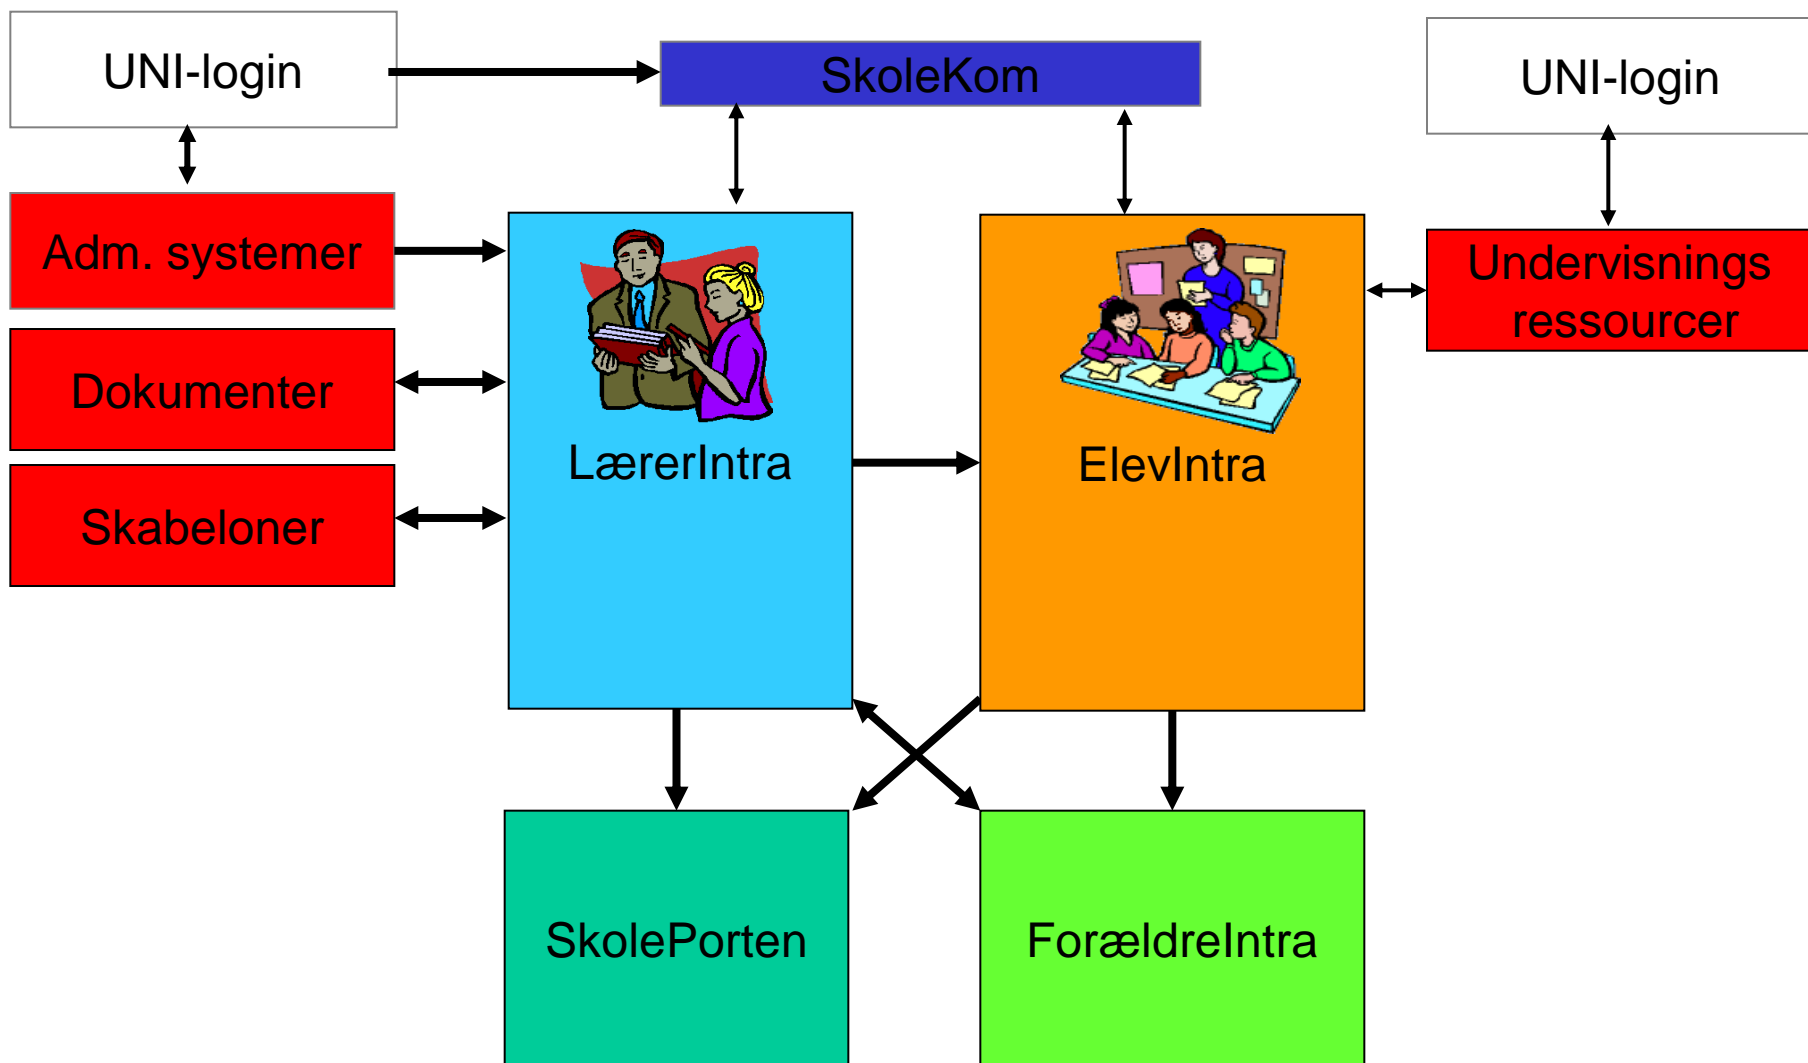 UNI-login
SkoleKom
UNI-login
Adm. systemer
Undervisnings
ressourcer
Dokumenter
LærerIntra
ElevIntra
Skabeloner
SkolePorten
ForældreIntra